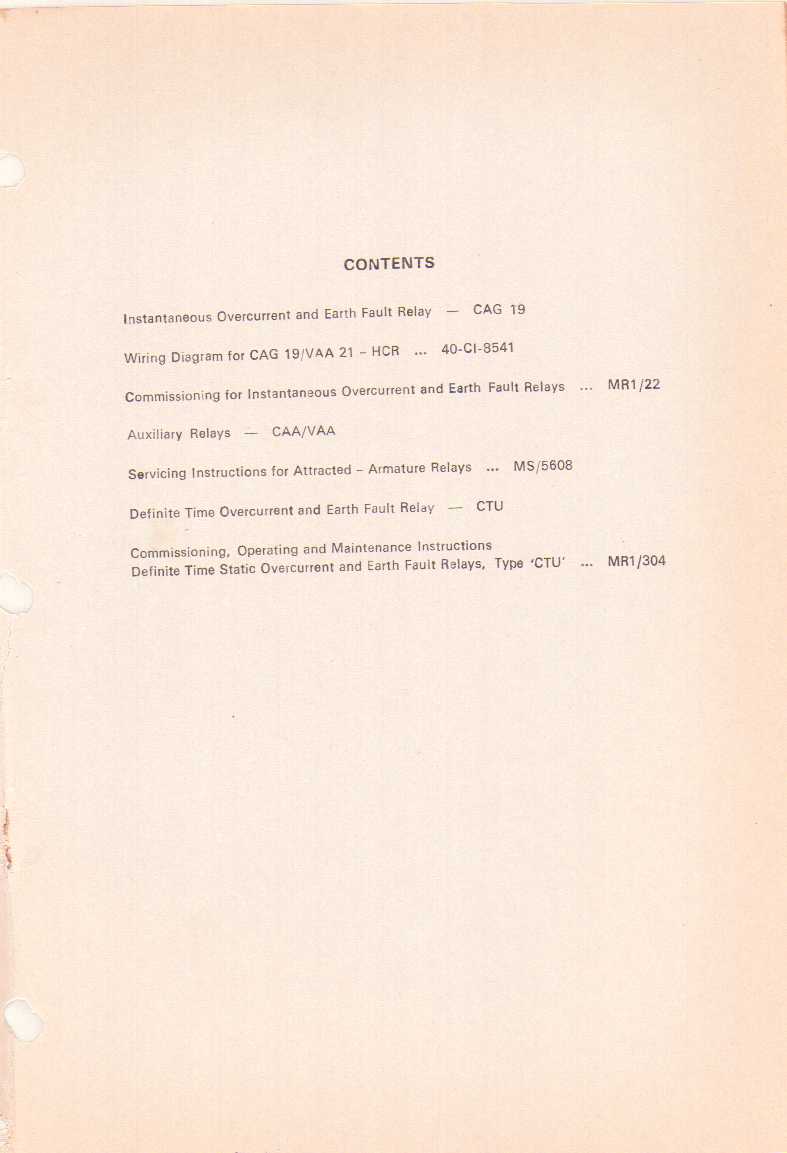 CONTENTS
Instantaneous Overcurrent and Earth Fault Relay — CAG 19
Wiring Diagram for CAG 19/VAA 21 – HCR ... 40-CI-8541
Commissioning for Instantaneous Overcurrent and Earth Fault Relays ... MR1/22
Auxiliary Relays — CAA/VAA
Servicing Instructions for Attracted – Armature Relays ... MS/5608
Definite Time Overcurrent and Earth Fault Relay — CTU
Commissioning, Operating and Maintenance Instructions
Definite Time Static Overcurrent and Earth Fault Relays, Type 'CTU' ... MR1/304